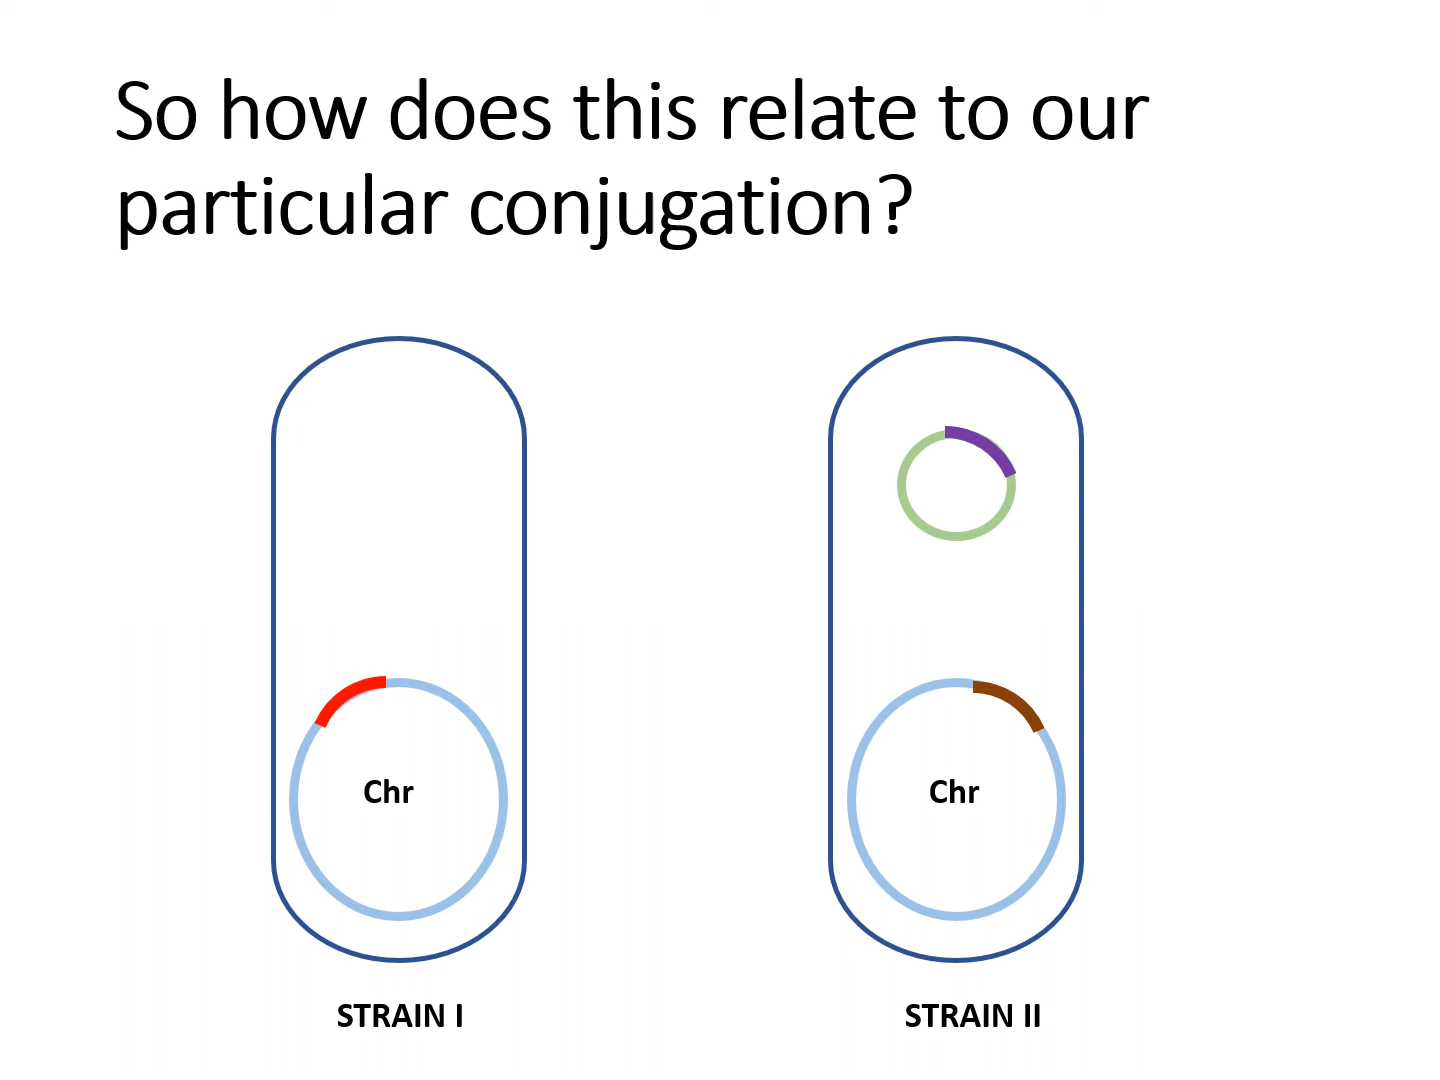 So how does this relate to our
particular conjugation?
Chr
Chr
STRAIN I
STRAIN II